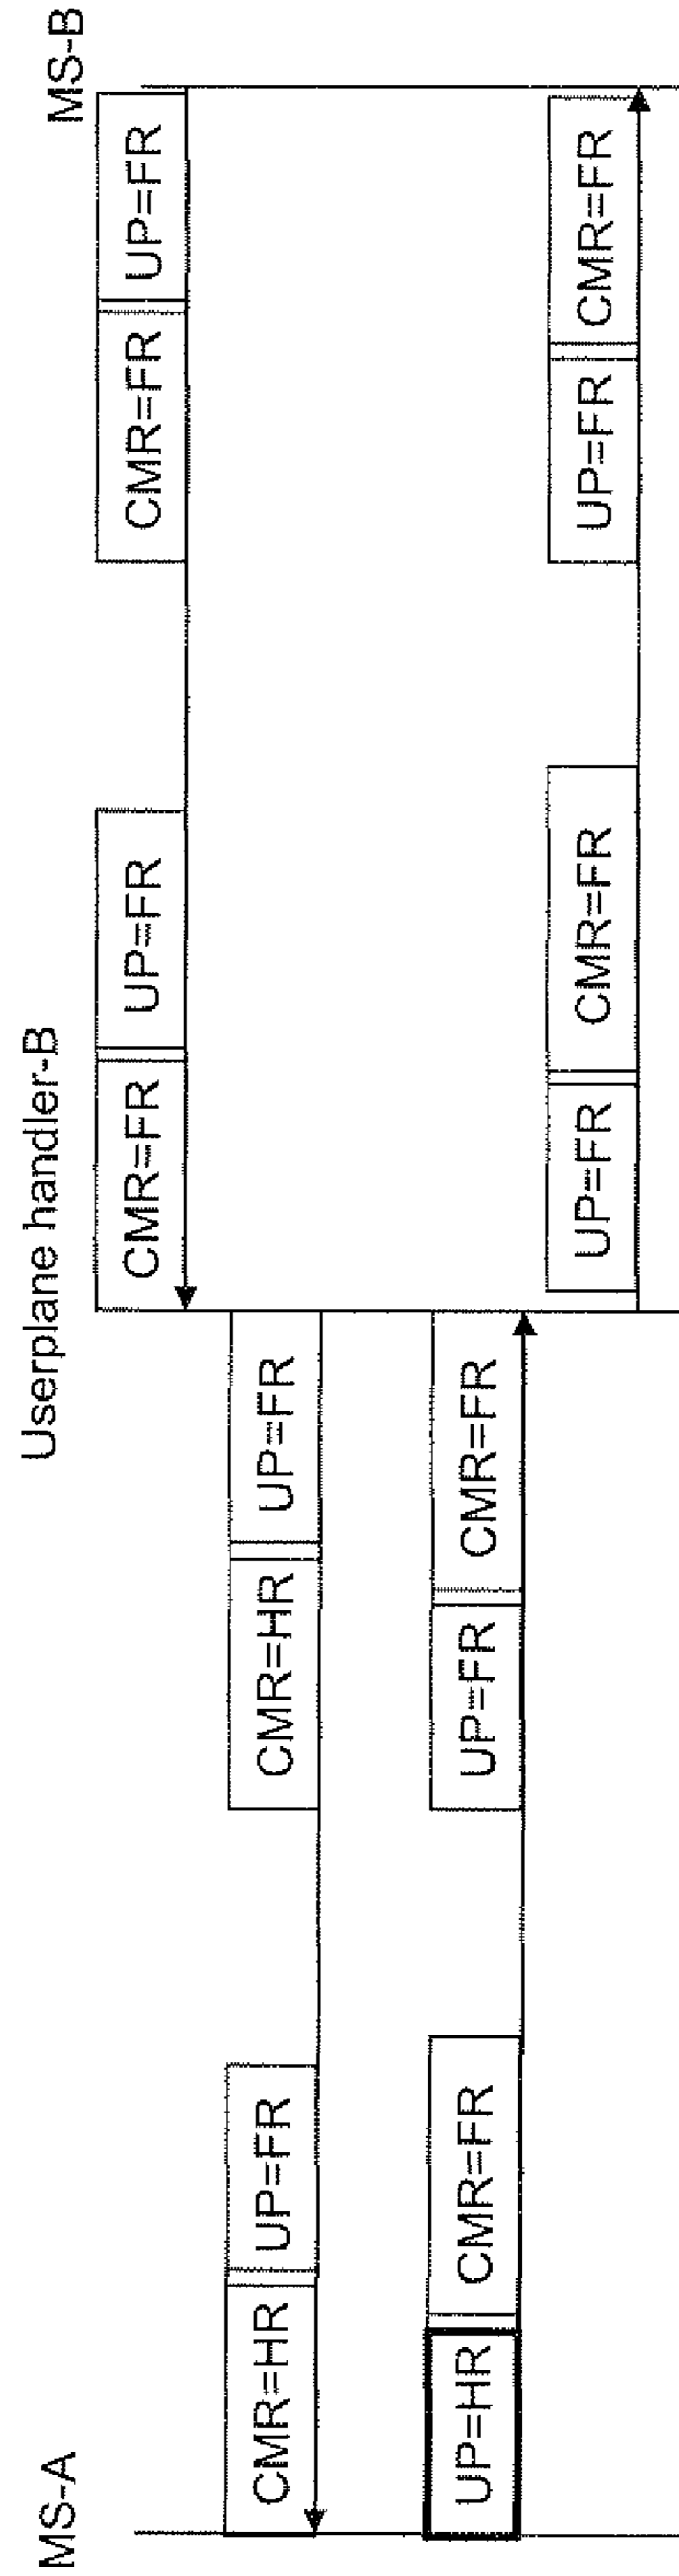 MS-A
Userplane handler-B
MS-B
CMR=FR UP=FR CMR=FR UP=FR
CMR=HR UP=FR CMR=HR UP=FR
UP=HR CMR=FR UP=FR CMR=FR
UP=FR CMR=FR UP=FR CMR=FR